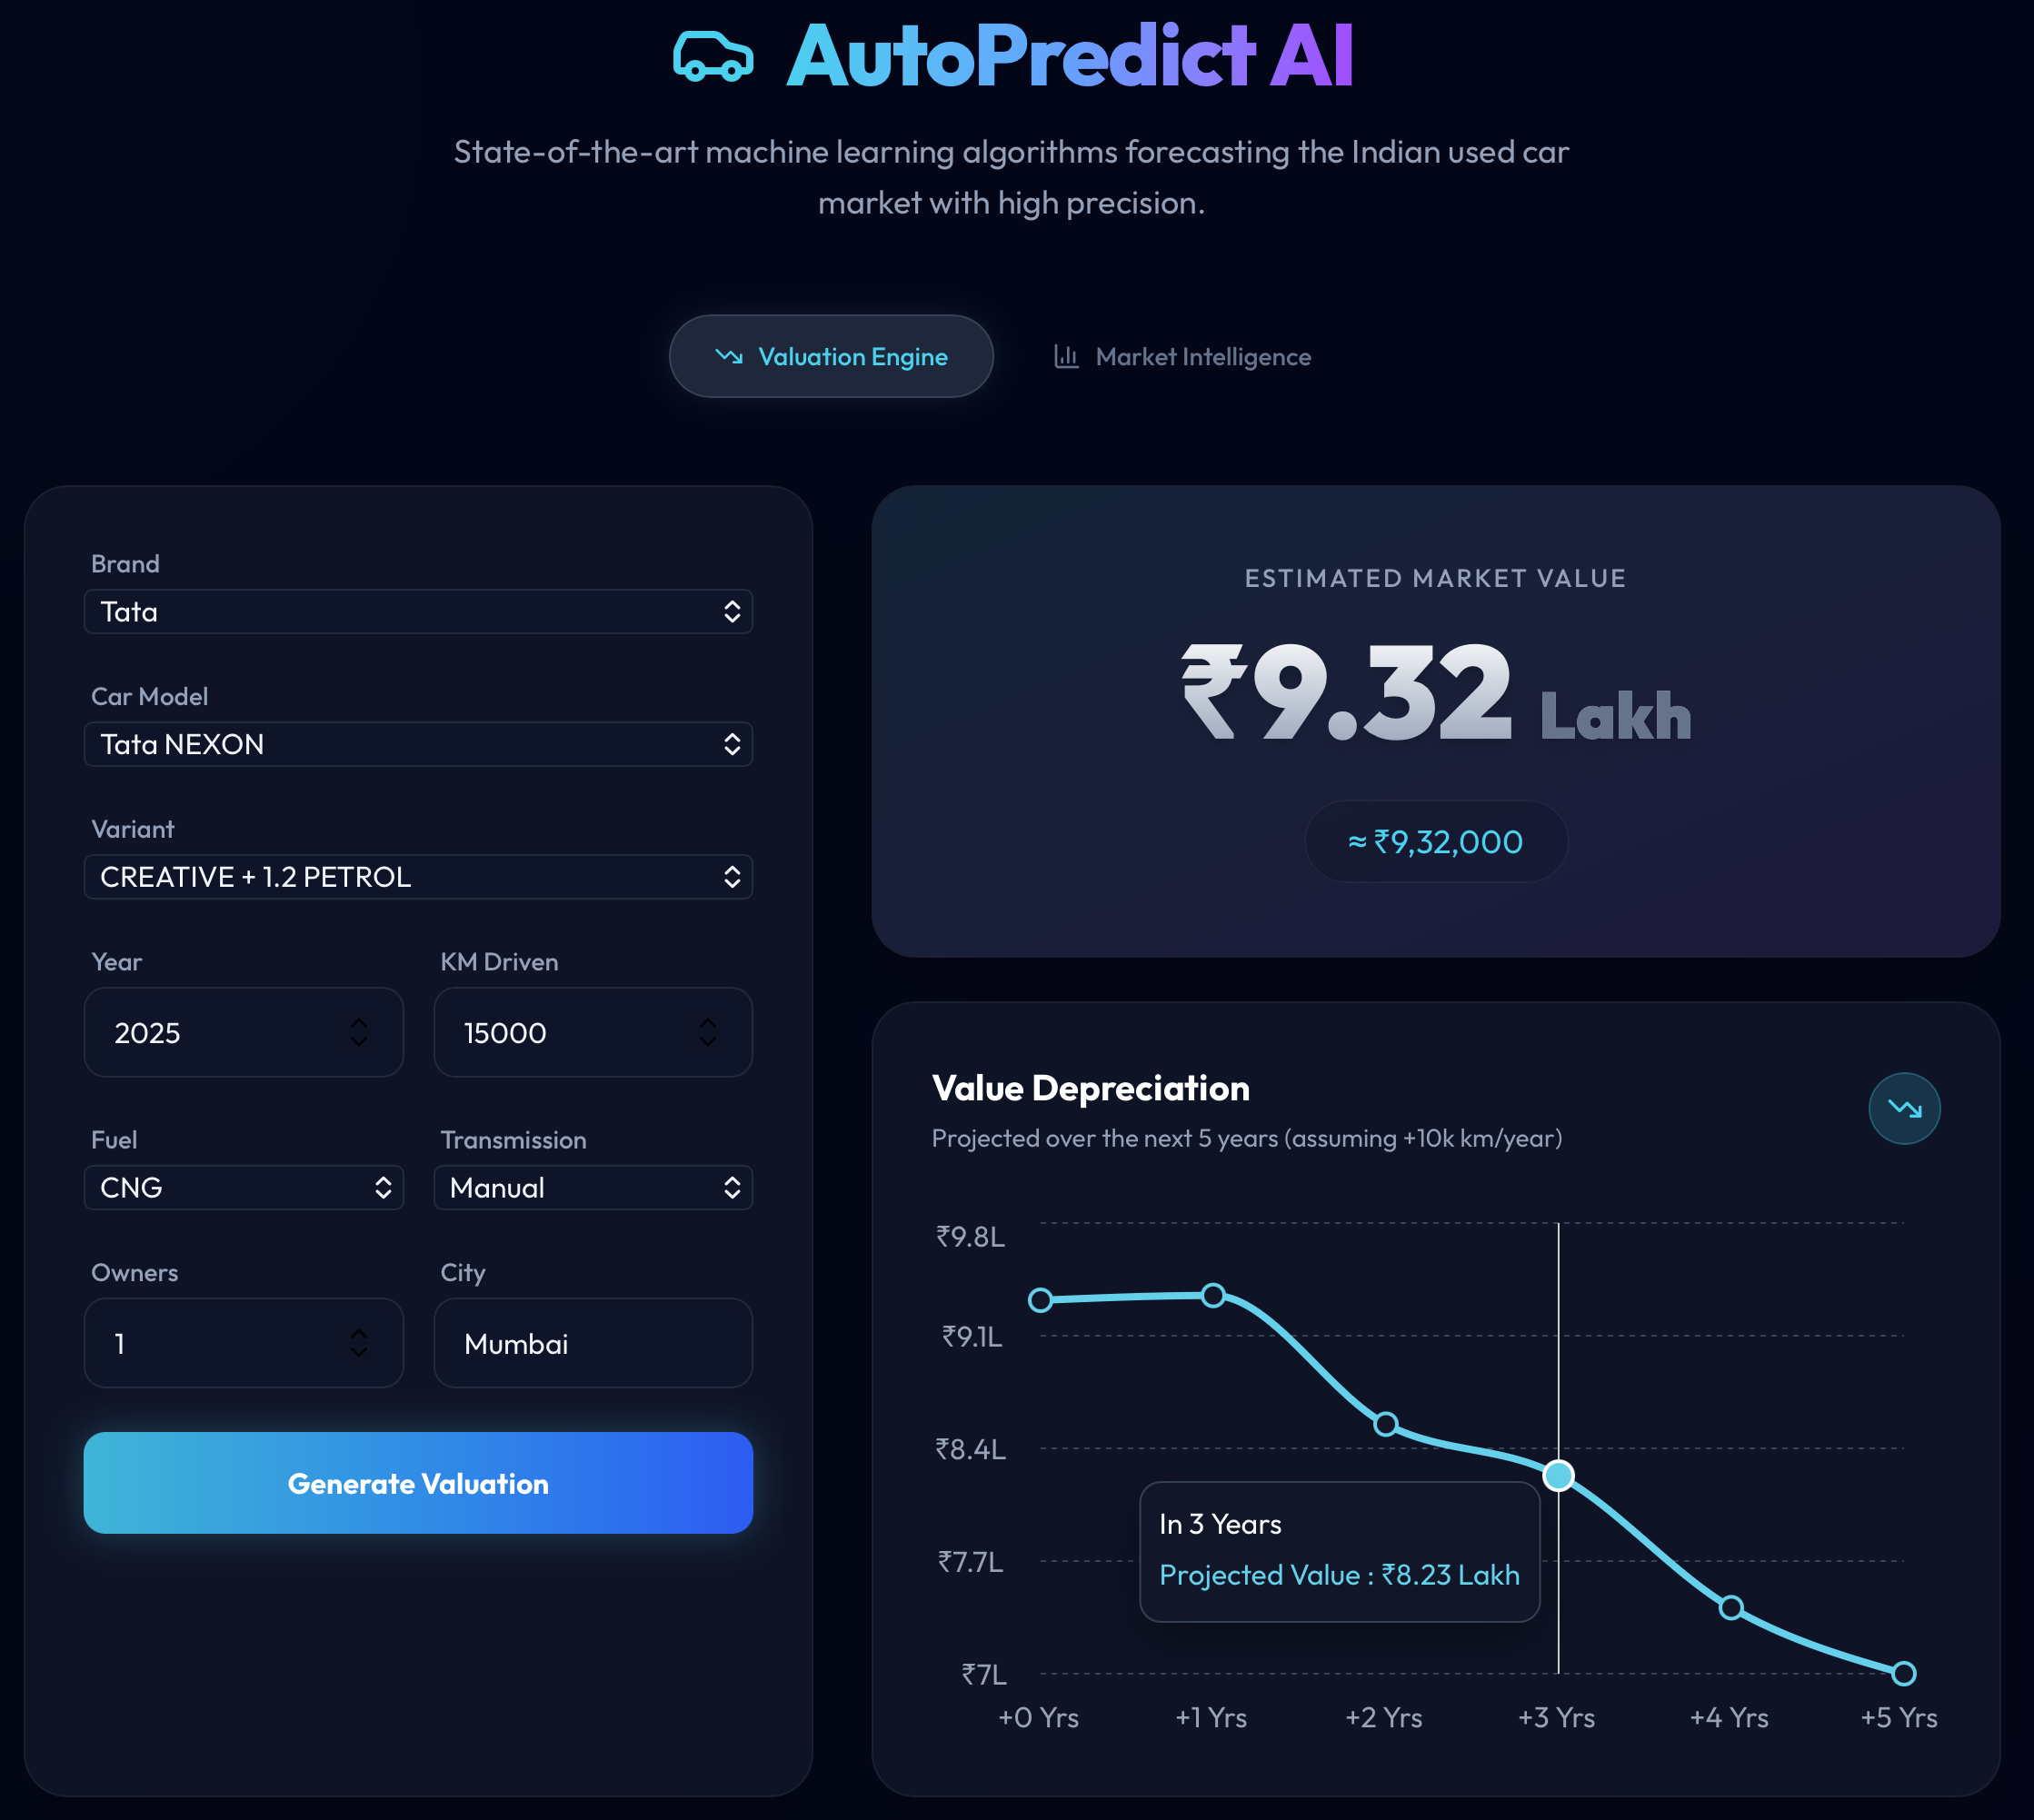 AutoPredict AI
State-of-the-art machine learning algorithms forecasting the Indian used car
market with high precision.
Valuation Engine
Market Intelligence
Brand
Tata
Car Model
Tata NEXON
Variant
CREATIVE + 1.2 PETROL
Year
KM Driven
2025
15000
Fuel
Transmission
CNG
Manual
Owners
City
1
Mumbai
Generate Valuation
ESTIMATED MARKET VALUE
₹9.32 Lakh
≈ ₹9,32,000
Value Depreciation
Projected over the next 5 years (assuming +10k km/year)
₹9.8L
₹9.1L
₹8.4L
₹7.7L
₹7L
In 3 Years
Projected Value : ₹8.23 Lakh
+0 Yrs
+1 Yrs
+2 Yrs
+3 Yrs
+4 Yrs
+5 Yrs